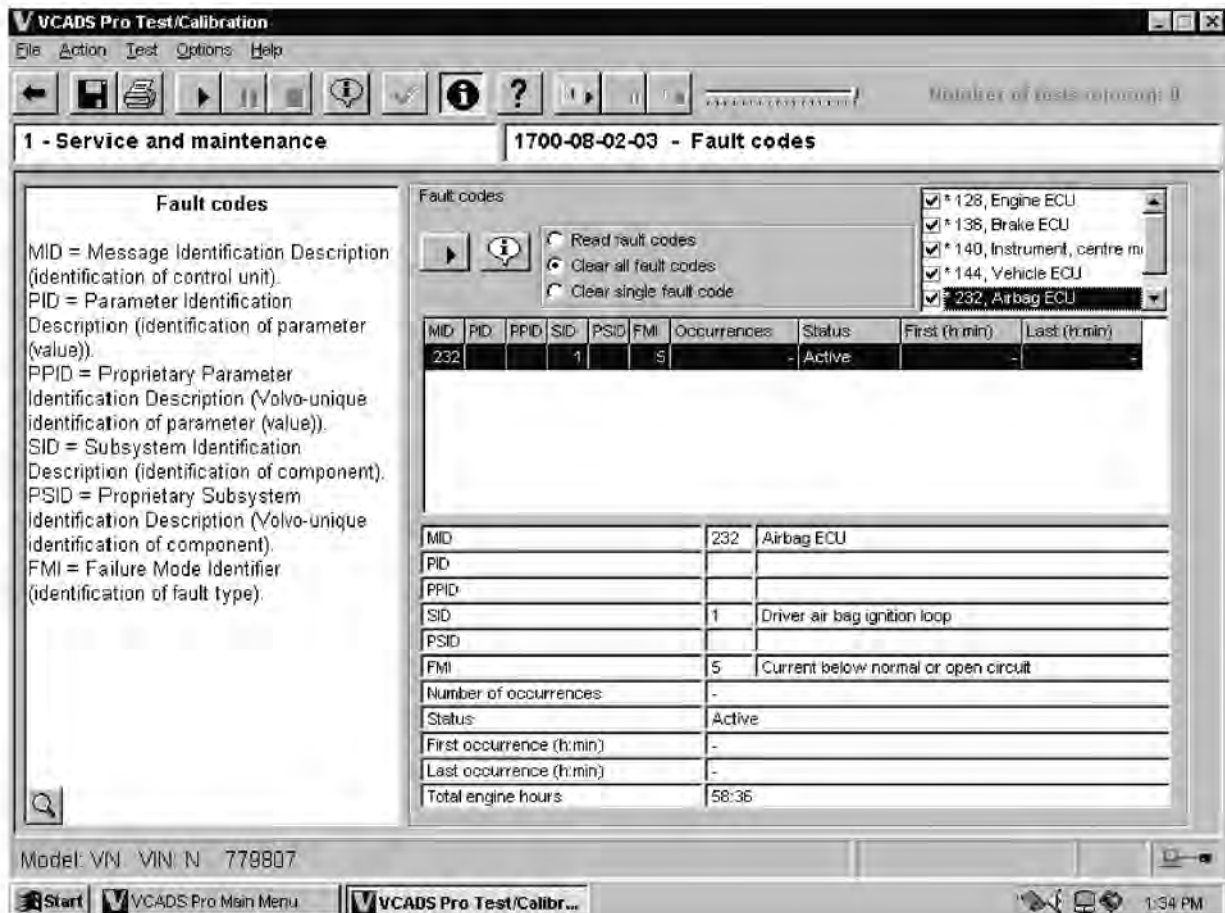 VCADS Pro Test/Calibration
File Action Test Options Help
Number of tests running: 0
1 - Service and maintenance
1700-08-02-03 - Fault codes
Fault codes
MID = Message Identification Description
(identification of control unit).
PID = Parameter Identification
Description (identification of parameter
(value)).
PPID = Proprietary Parameter
Identification Description (Volvo-unique
identification of parameter (value)).
SID = Subsystem Identification
Description (identification of component).
PSID = Proprietary Subsystem
Identification Description (Volvo-unique
identification of component).
FMI = Failure Mode Identifier
(identification of fault type).
Fault codes
Read fault codes
Clear all fault codes
Clear single fault code
* 128, Engine ECU
* 136, Brake ECU
* 140, Instrument, centre
* 144, Vehicle ECU
* 232, Airbag ECU
MID PID PPID SID PSID FMI Occurrences Status First (h:min) Last (h:min)
232 1 5 - Active - -
MID 232 Airbag ECU
PID
PPID
SID 1 Driver air bag ignition loop
PSID
FMI 5 Current below normal or open circuit
Number of occurrences -
Status Active
First occurrence (h:min) -
Last occurrence (h:min) -
Total engine hours 58:36
Model: VN VIN: N 779807
Start VCADS Pro Main Menu VCADS Pro Test/Calibr... 1:34 PM